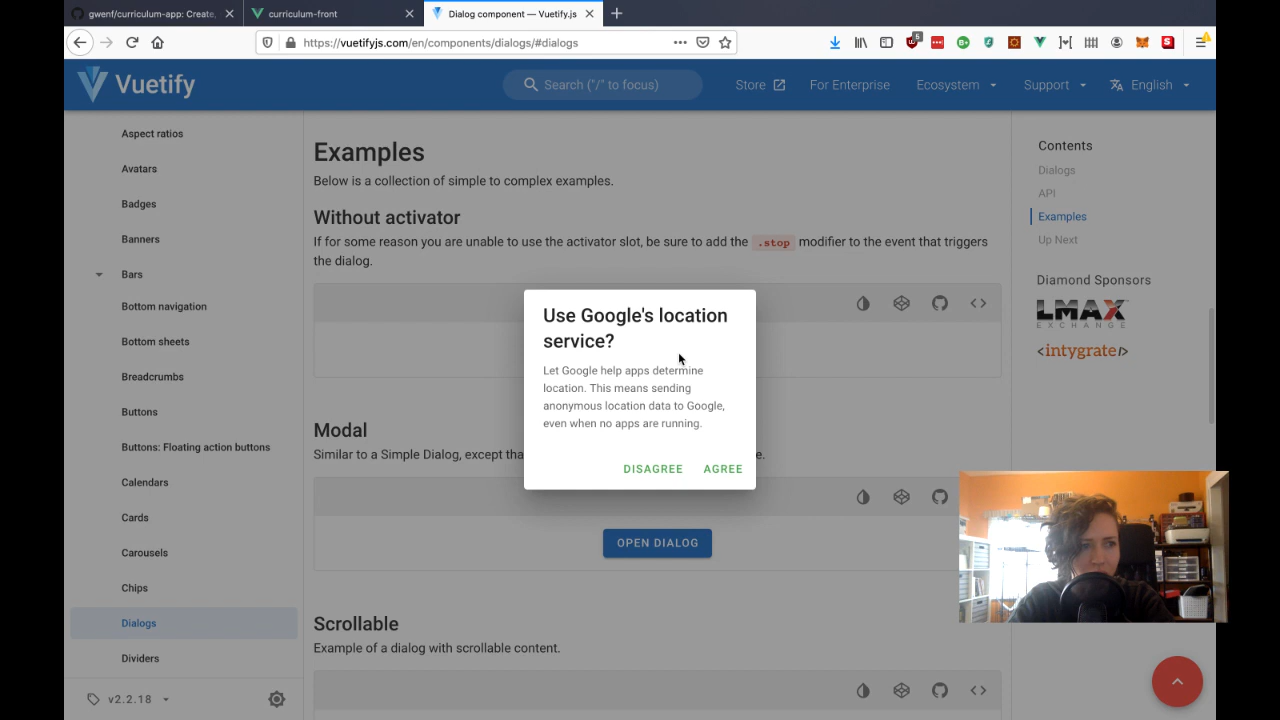 gwenf/curriculum-app: Create,
curriculum-front
Dialog component — Vuetify.js
https://vuetifyjs.com/en/components/dialogs/#dialogs
5
Vuetify
Search ("/" to focus)
Store
For Enterprise
Ecosystem
Support
English
Aspect ratios
Avatars
Badges
Banners
Bars
Bottom navigation
Bottom sheets
Breadcrumbs
Buttons
Buttons: Floating action buttons
Calendars
Cards
Carousels
Chips
Dialogs
Dividers
v2.2.18
Examples
Below is a collection of simple to complex examples.
Without activator
If for some reason you are unable to use the activator slot, be sure to add the .stop modifier to the event that triggers
the dialog.
Use Google's location
service?
Let Google help apps determine
location. This means sending
anonymous location data to Google,
even when no apps are running.
DISAGREE AGREE
Modal
Similar to a Simple Dialog, except tha
e.
OPEN DIALOG
Scrollable
Example of a dialog with scrollable content.
Contents
Dialogs
API
Examples
Up Next
Diamond Sponsors
LMAX
EXCHANGE
<intygrate/>